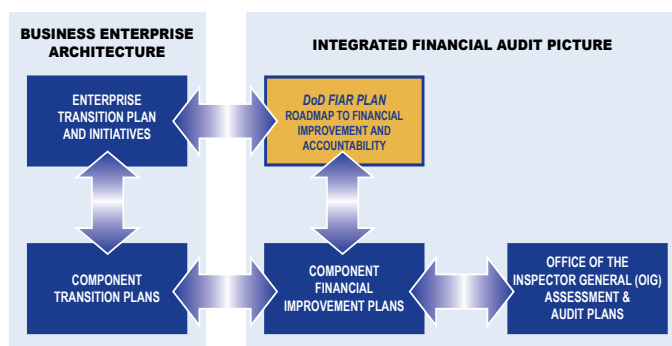 BUSINESS ENTERPRISE
ARCHITECTURE
INTEGRATED FINANCIAL AUDIT PICTURE
ENTERPRISE
TRANSITION PLAN
AND INITIATIVES
DoD FIAR PLAN
ROADMAP TO FINANCIAL
IMPROVEMENT AND
ACCOUNTABILITY
COMPONENT
TRANSITION PLANS
COMPONENT
FINANCIAL
IMPROVEMENT PLANS
OFFICE OF THE
INSPECTOR GENERAL (OIG)
ASSESSMENT &
AUDIT PLANS